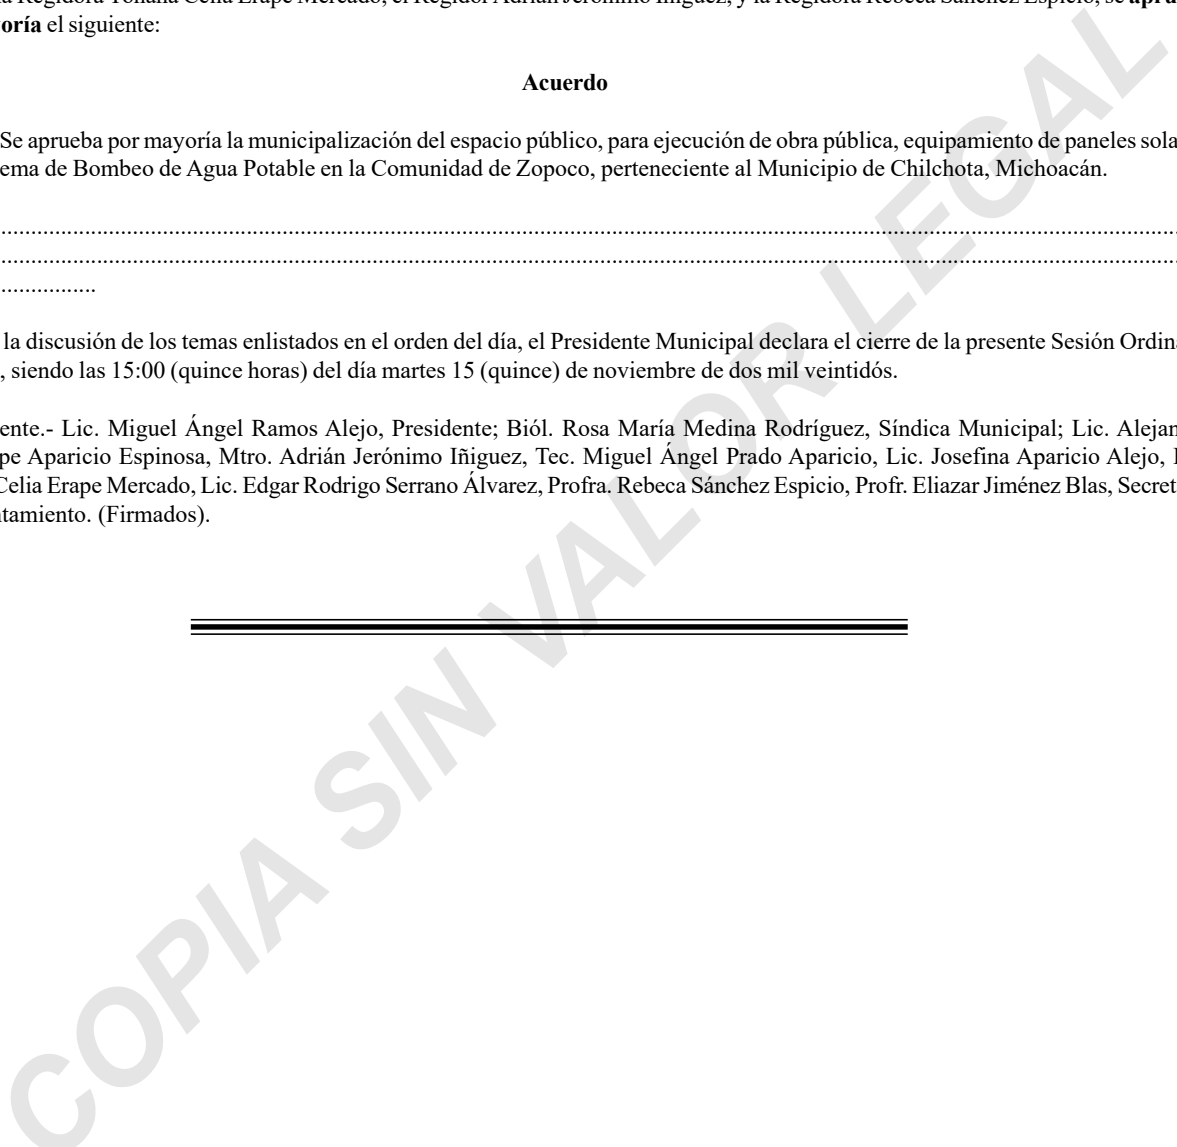 la Regidora Yohana Celia Erape Mercado, el Regidor Adrián Jerónimo Iñiguez, y la Regidora Rebeca Sánchez Espicio, se apru
oría el siguiente:
Acuerdo
Se aprueba por mayoría la municipalización del espacio público, para ejecución de obra pública, equipamiento de paneles sola
ema de Bombeo de Agua Potable en la Comunidad de Zopoco, perteneciente al Municipio de Chilchota, Michoacán.
..........................................................................................................................................................................................................
..........................................................................................................................................................................................................
................
la discusión de los temas enlistados en el orden del día, el Presidente Municipal declara el cierre de la presente Sesión Ordina
, siendo las 15:00 (quince horas) del día martes 15 (quince) de noviembre de dos mil veintidós.
ente.- Lic. Miguel Ángel Ramos Alejo, Presidente; Biól. Rosa María Medina Rodríguez, Síndica Municipal; Lic. Alejan
pe Aparicio Espinosa, Mtro. Adrián Jerónimo Iñiguez, Tec. Miguel Ángel Prado Aparicio, Lic. Josefina Aparicio Alejo,
Celia Erape Mercado, Lic. Edgar Rodrigo Serrano Álvarez, Profra. Rebeca Sánchez Espicio, Profr. Eliazar Jiménez Blas, Secret
ntamiento. (Firmados).
COPIA SIN VALOR LEGAL